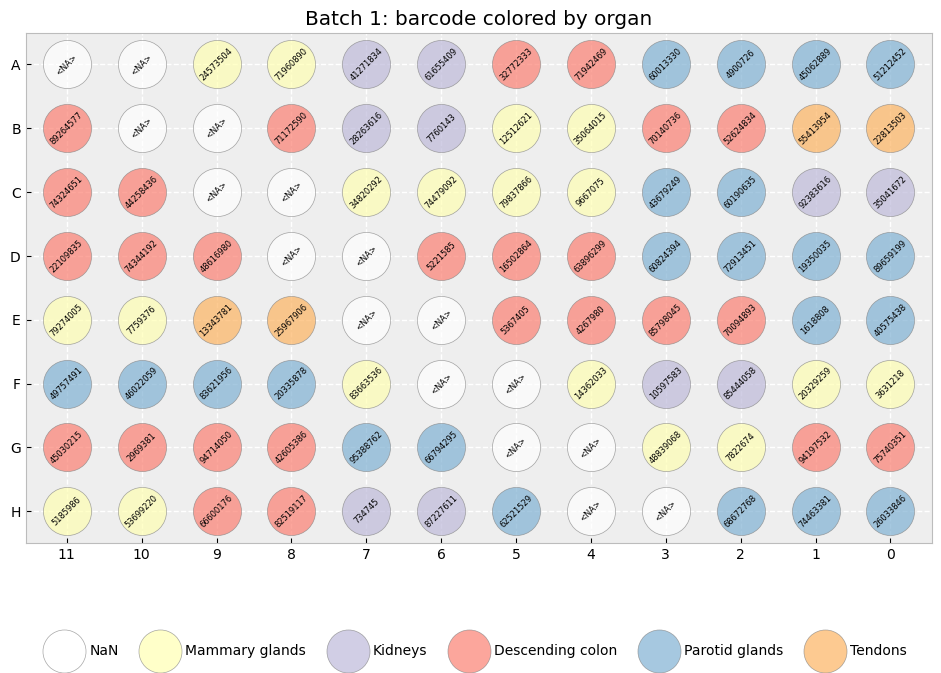 Batch 1: barcode colored by organ
A <NA> <NA> 24573504 71960890 41271834 61655409 32772333 71942469 60013330 4900726 45062889 51212452
B 89264577 <NA> <NA> 71172590 28263616 7760143 12512621 35064015 70140736 52624834 55413954 22813503
C 74324651 44258436 <NA> <NA> 34820292 74479092 79837866 9667075 43679249 60190635 92383616 35041672
D 22109835 74344192 48616980 <NA> <NA> 5221585 16502864 63896299 60824394 72913451 19350035 89659199
E 79274005 7759376 13343781 25967906 <NA> <NA> 5367405 4267980 85798045 70094893 1618808 40575438
F 49757491 46022059 83621956 20335878 83663536 <NA> <NA> 14262033 10597583 85444058 20329259 3631218
G 45030215 2969381 94714050 42605386 95388762 66794295 <NA> <NA> 48839068 7822674 94197532 75740351
H 5185986 53699220 66600176 82519117 734745 87227611 62521529 <NA> <NA> 68672768 74463381 26033846
11 10 9 8 7 6 5 4 3 2 1 0
NaN Mammary glands Kidneys Descending colon Parotid glands Tendons